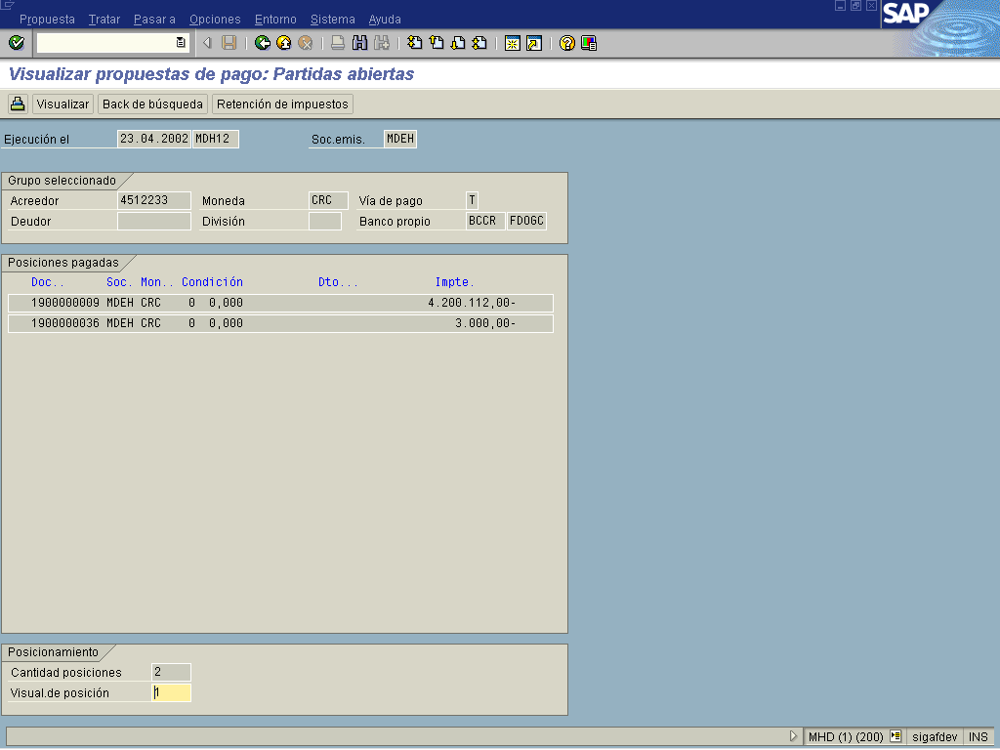 Propuesta Tratar Pasar a Opciones Entorno Sistema Ayuda
SAP
Visualizar propuestas de pago: Partidas abiertas
Visualizar Back de búsqueda Retención de impuestos
Ejecución el 23.04.2002 MDH12 Soc.emis. MDEH
Grupo seleccionado
Acreedor 4512233 Moneda CRC Vía de pago T
Deudor División Banco propio BCCR FDOGC
Posiciones pagadas
Doc.. Soc. Mon.. Condición Dto... Impte.
1900000009 MDEH CRC 0 0,000 4.200.112,00-
1900000036 MDEH CRC 0 0,000 3.000,00-
Posicionamiento
Cantidad posiciones 2
Visual.de posición 1
MHD (1) (200) sigafdev INS